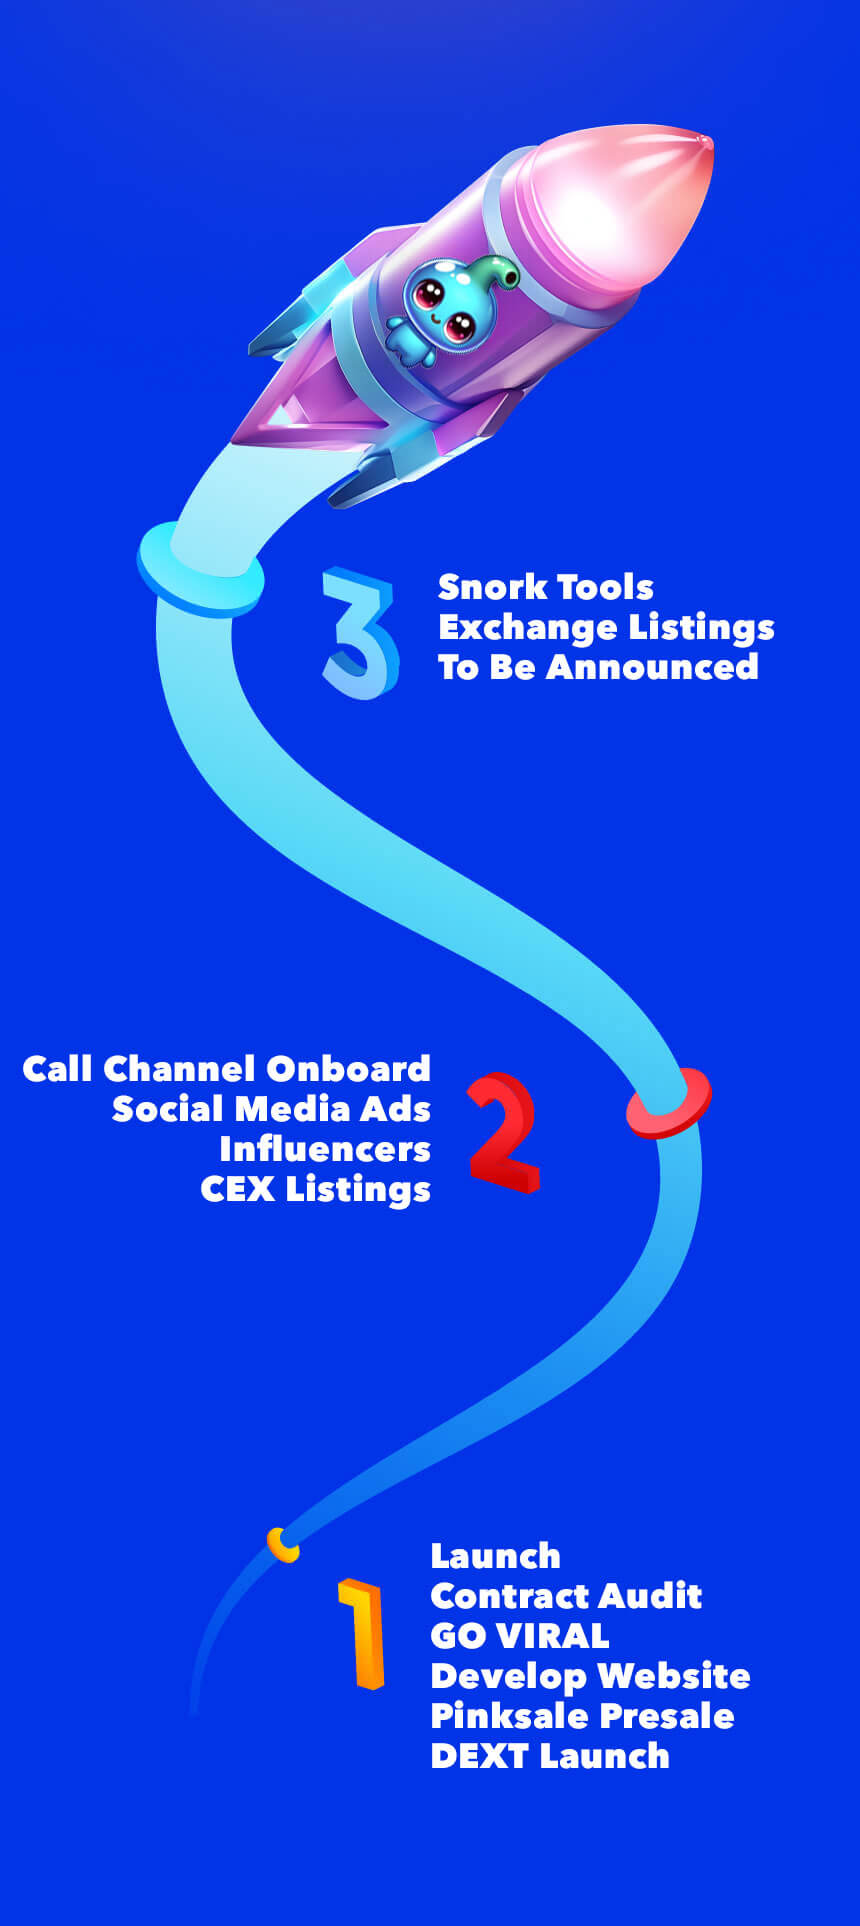 3
Snork Tools
Exchange Listings
To Be Announced
Call Channel Onboard
Social Media Ads
Influencers
CEX Listings
2
1
Launch
Contract Audit
GO VIRAL
Develop Website
Pinksale Presale
DEXT Launch